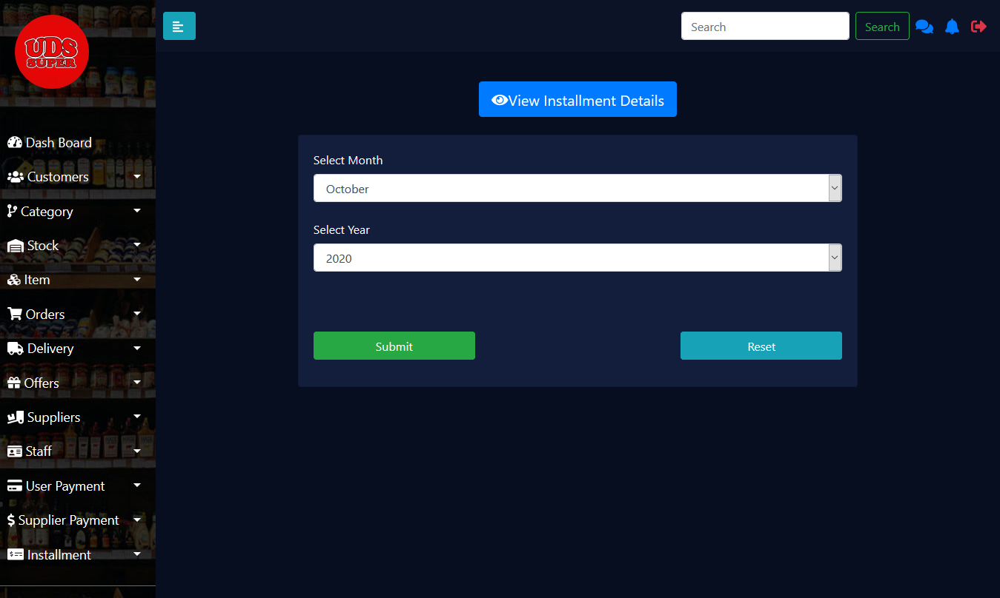 UDS
SUPER
Search
Search
View Installment Details
Dash Board
Customers
Category
Stock
Item
Orders
Delivery
Offers
Suppliers
Staff
User Payment
Supplier Payment
Installment
Select Month
October
Select Year
2020
Submit
Reset